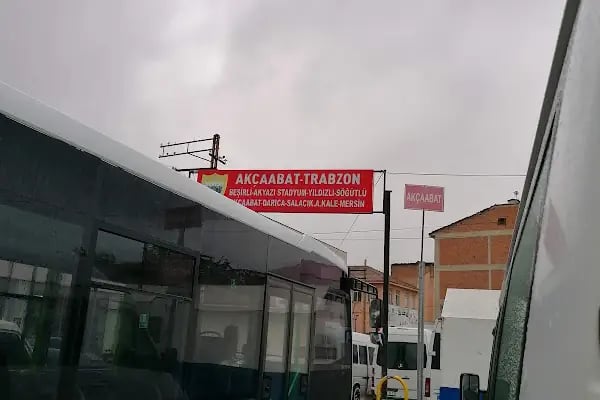 AKÇAABAT-TRABZON
BEŞİRLİ-AKYAZI STADYUM-YILDIZLI-SÖĞÜTLÜ
AKÇAABAT-DARICA-SALACIK,A.KALE-MERSİN
AKÇAABAT